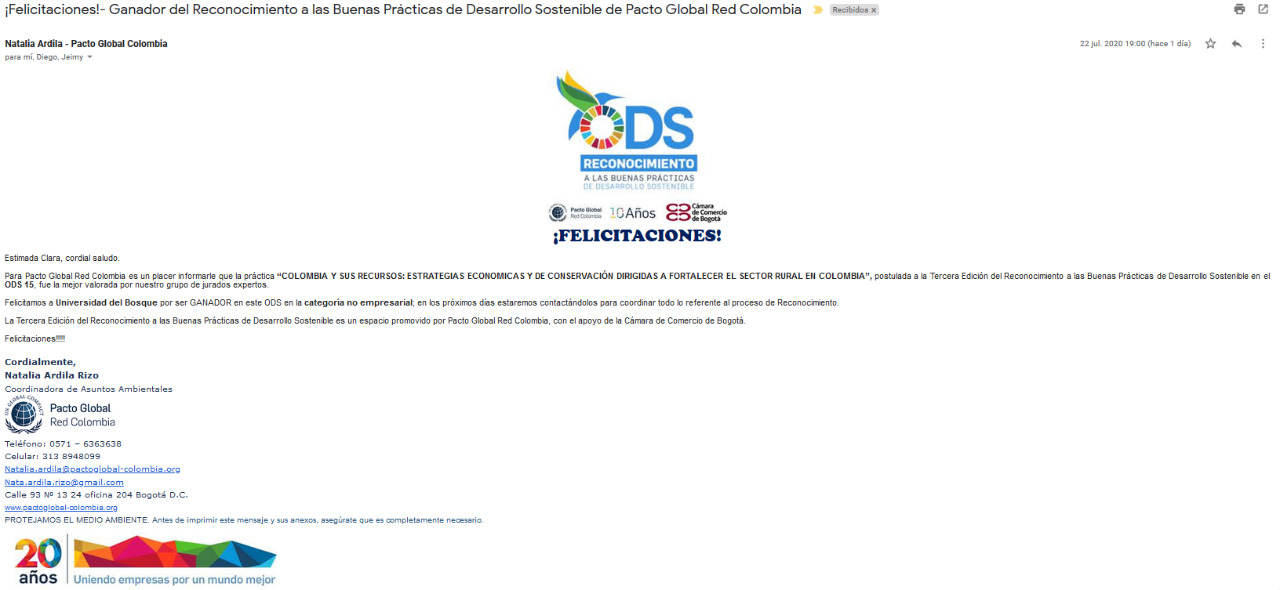 ¡Felicitaciones!- Ganador del Reconocimiento a las Buenas Prácticas de Desarrollo Sostenible de Pacto Global Red Colombia Recibidos x
Natalia Ardila - Pacto Global Colombia
22 jul. 2020 19:00 (hace 1 día)
para mí, Diego, Jeimy
ODS
RECONOCIMIENTO
A LAS BUENAS PRÁCTICAS
DE DESARROLLO SOSTENIBLE
Pacto Global
Red Colombia
10 Años
Cámara
de Comercio
de Bogotá
¡FELICITACIONES!
Estimada Clara, cordial saludo.
Para Pacto Global Red Colombia es un placer informarle que la práctica “COLOMBIA Y SUS RECURSOS: ESTRATEGIAS ECONOMICAS Y DE CONSERVACIÓN DIRIGIDAS A FORTALECER EL SECTOR RURAL EN COLOMBIA”, postulada a la Tercera Edición del Reconocimiento a las Buenas Prácticas de Desarrollo Sostenible en el
ODS 15, fue la mejor valorada por nuestro grupo de jurados expertos.
Felicitamos a Universidad del Bosque por ser GANADOR en este ODS en la categoría no empresarial; en los próximos días estaremos contactándolos para coordinar todo lo referente al proceso de Reconocimiento.
La Tercera Edición del Reconocimiento a las Buenas Prácticas de Desarrollo Sostenible es un espacio promovido por Pacto Global Red Colombia, con el apoyo de la Cámara de Comercio de Bogotá.
Felicitaciones!!!!!
Cordialmente,
Natalia Ardila Rizo
Coordinadora de Asuntos Ambientales
UN GLOBAL COMPACT
Pacto Global
Red Colombia
Teléfono: 0571 – 6363638
Celular: 313 8948099
Natalia.ardila@pactoglobal-colombia.org
Nata.ardila.rizo@gmail.com
Calle 93 Nº 13 24 oficina 204 Bogotá D.C.
www.pactoglobal-colombia.org
PROTEJAMOS EL MEDIO AMBIENTE. Antes de imprimir este mensaje y sus anexos, asegúrate que es completamente necesario.
20
años
Uniendo empresas por un mundo mejor